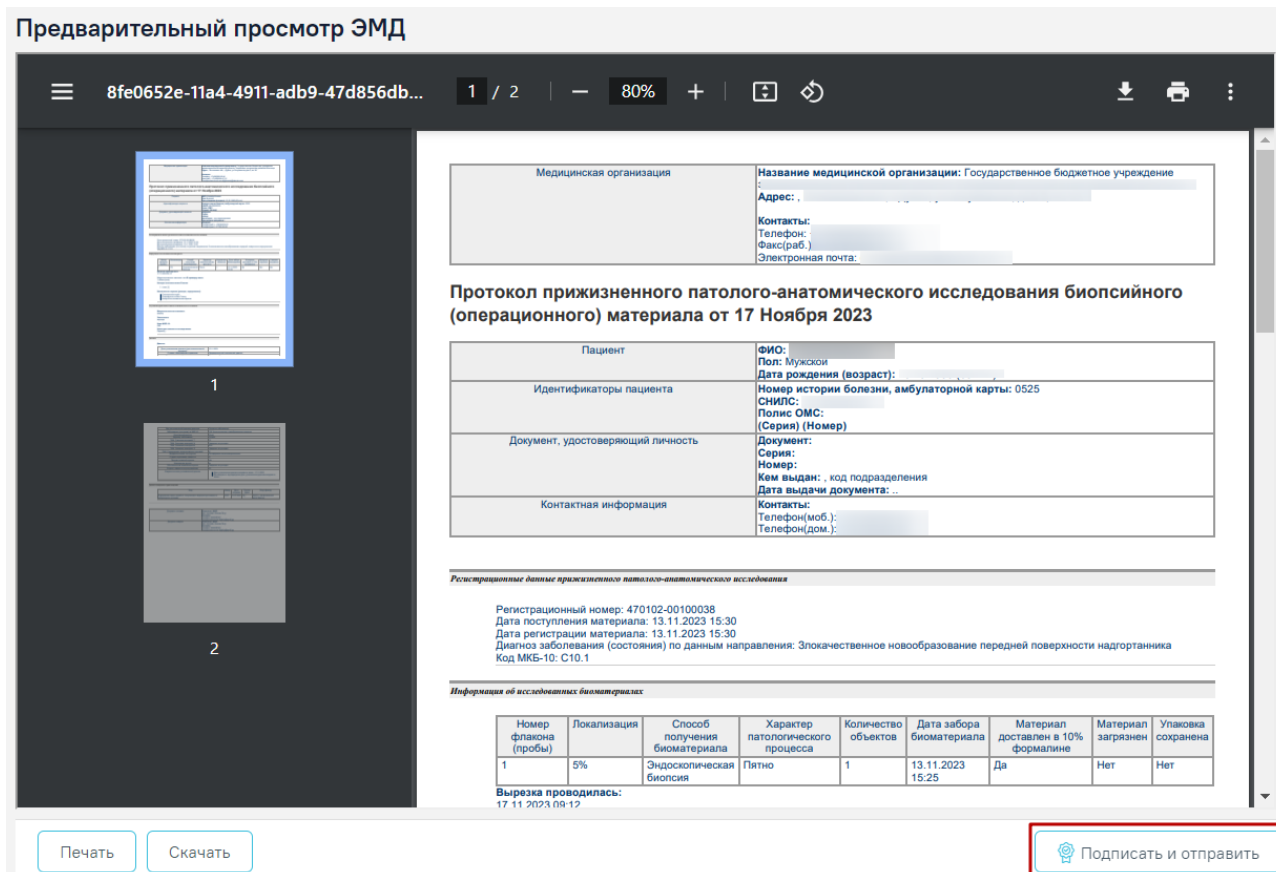 Предварительный просмотр ЭМД
8fe0652e-11a4-4911-adb9-47d856db... 1 / 2 80%
1
2
Медицинская организация
Название медицинской организации: Государственное бюджетное учреждение
:
Адрес: ,
Контакты:
Телефон:
Факс(раб.)
Электронная почта:
Протокол прижизненного патолого-анатомического исследования биопсийного
(операционного) материала от 17 Ноября 2023
Пациент
ФИО:
Пол: Мужской
Дата рождения (возраст):
Идентификаторы пациента
Номер истории болезни, амбулаторной карты: 0525
СНИЛС:
Полис ОМС:
(Серия) (Номер)
Документ, удостоверяющий личность
Документ:
Серия:
Номер:
Кем выдан: , код подразделения
Дата выдачи документа: ..
Контактная информация
Контакты:
Телефон(моб.):
Телефон(дом.):
Регистрационные данные прижизненного патолого-анатомического исследования
Регистрационный номер: 470102-00100038
Дата поступления материала: 13.11.2023 15:30
Дата регистрации материала: 13.11.2023 15:30
Диагноз заболевания (состояния) по данным направления: Злокачественное новообразование передней поверхности надгортанника
Код МКБ-10: C10.1
Информация об исследованных биоматериалах
Номер флакона (пробы) Локализация Способ получения биоматериала Характер патологического процесса Количество объектов Дата забора биоматериала Материал доставлен в 10% формалине Материал загрязнен Упаковка сохранена
1 5% Эндоскопическая биопсия Пятно 1 13.11.2023 15:25 Да Нет Нет
Вырезка проводилась:
17.11.2023 09:12
Печать Скачать Подписать и отправить